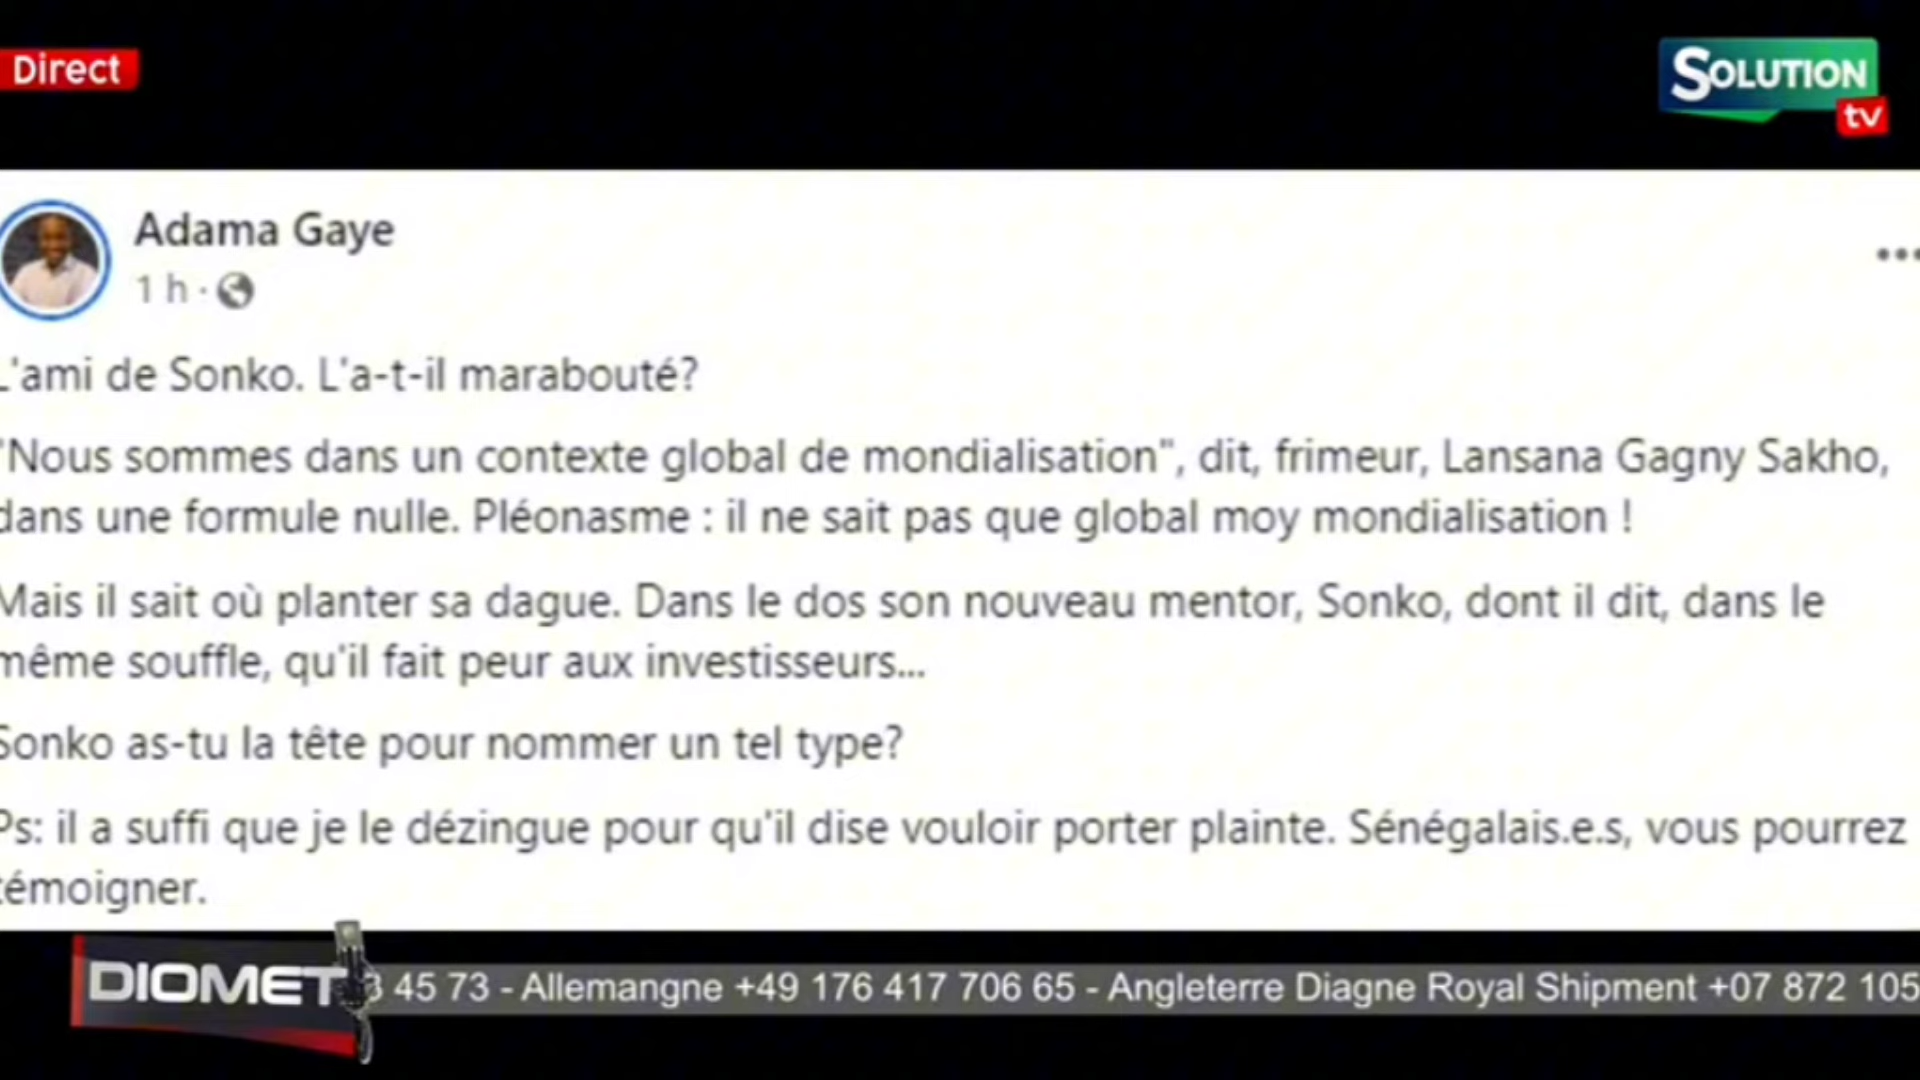 Direct
SOLUTION
tv
Adama Gaye
1 h ·
L'ami de Sonko. L'a-t-il marabouté?
"Nous sommes dans un contexte global de mondialisation", dit, frimeur, Lansana Gagny Sakho,
dans une formule nulle. Pléonasme : il ne sait pas que global moy mondialisation !
Mais il sait où planter sa dague. Dans le dos son nouveau mentor, Sonko, dont il dit, dans le
même souffle, qu'il fait peur aux investisseurs...
Sonko as-tu la tête pour nommer un tel type?
Ps: il a suffi que je le dézingue pour qu'il dise vouloir porter plainte. Sénégalais.e.s, vous pourrez
témoigner.
DIOMET
3 45 73 - Allemangne +49 176 417 706 65 - Angleterre Diagne Royal Shipment +07 872 105